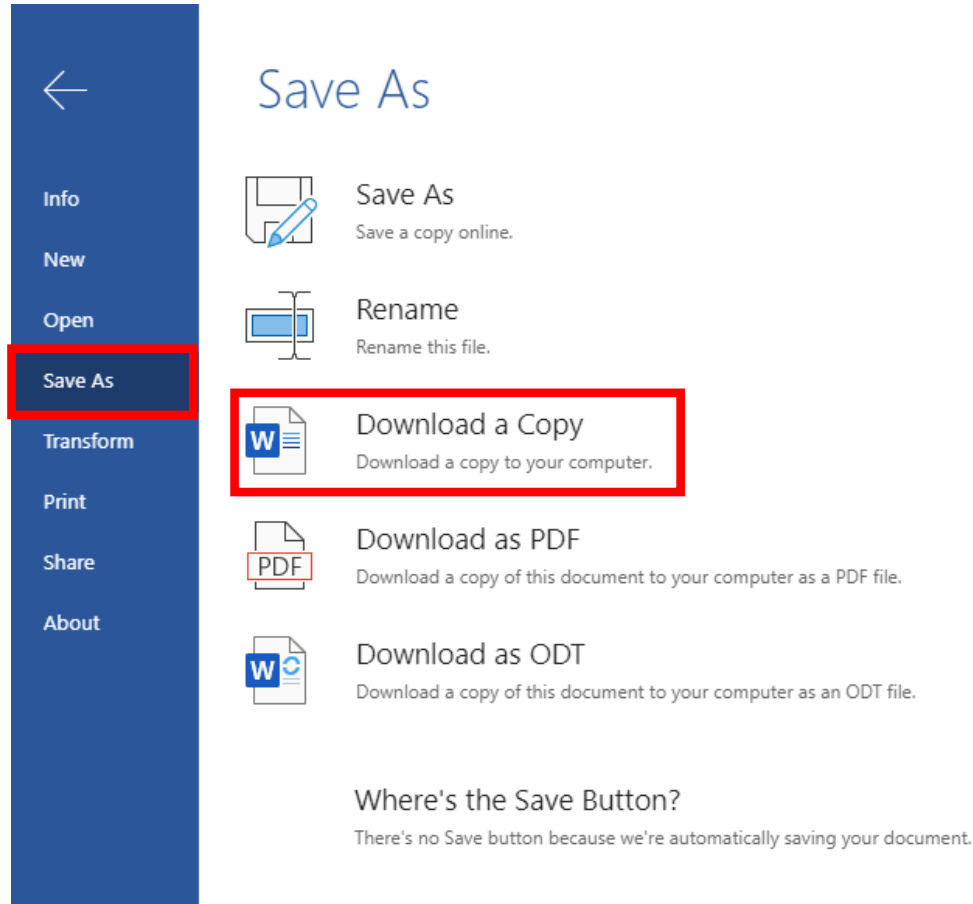 Save As
Info
New
Open
Save As
Transform
Print
Share
About
Save As
Save a copy online.
Rename
Rename this file.
W
Download a Copy
Download a copy to your computer.
PDF
Download as PDF
Download a copy of this document to your computer as a PDF file.
W
Download as ODT
Download a copy of this document to your computer as an ODT file.
Where's the Save Button?
There's no Save button because we're automatically saving your document.